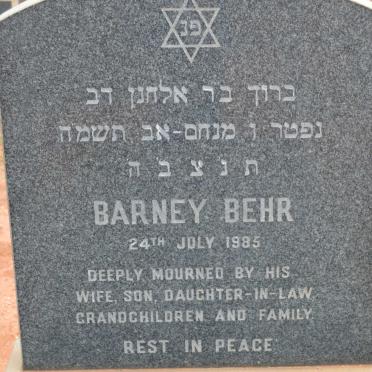 פנ
ברוך בר אלחנן דב
נפטר ו מנחם-אב תשמה
תנצבה
BARNEY BEHR
24TH JULY 1985
DEEPLY MOURNED BY HIS
WIFE, SON, DAUGHTER-IN-LAW
GRANDCHILDREN AND FAMILY
REST IN PEACE